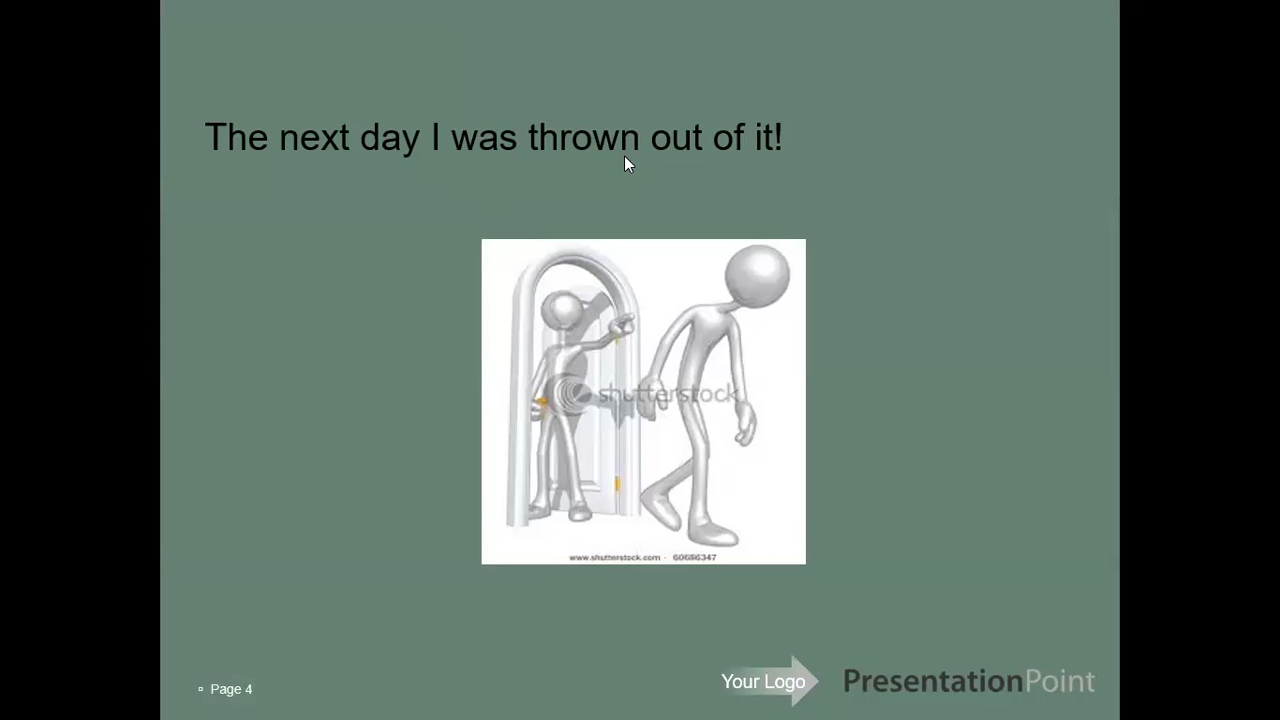 The next day I was thrown out of it!
shutterstock
www.shutterstock.com · 60686347
Page 4
Your Logo
PresentationPoint